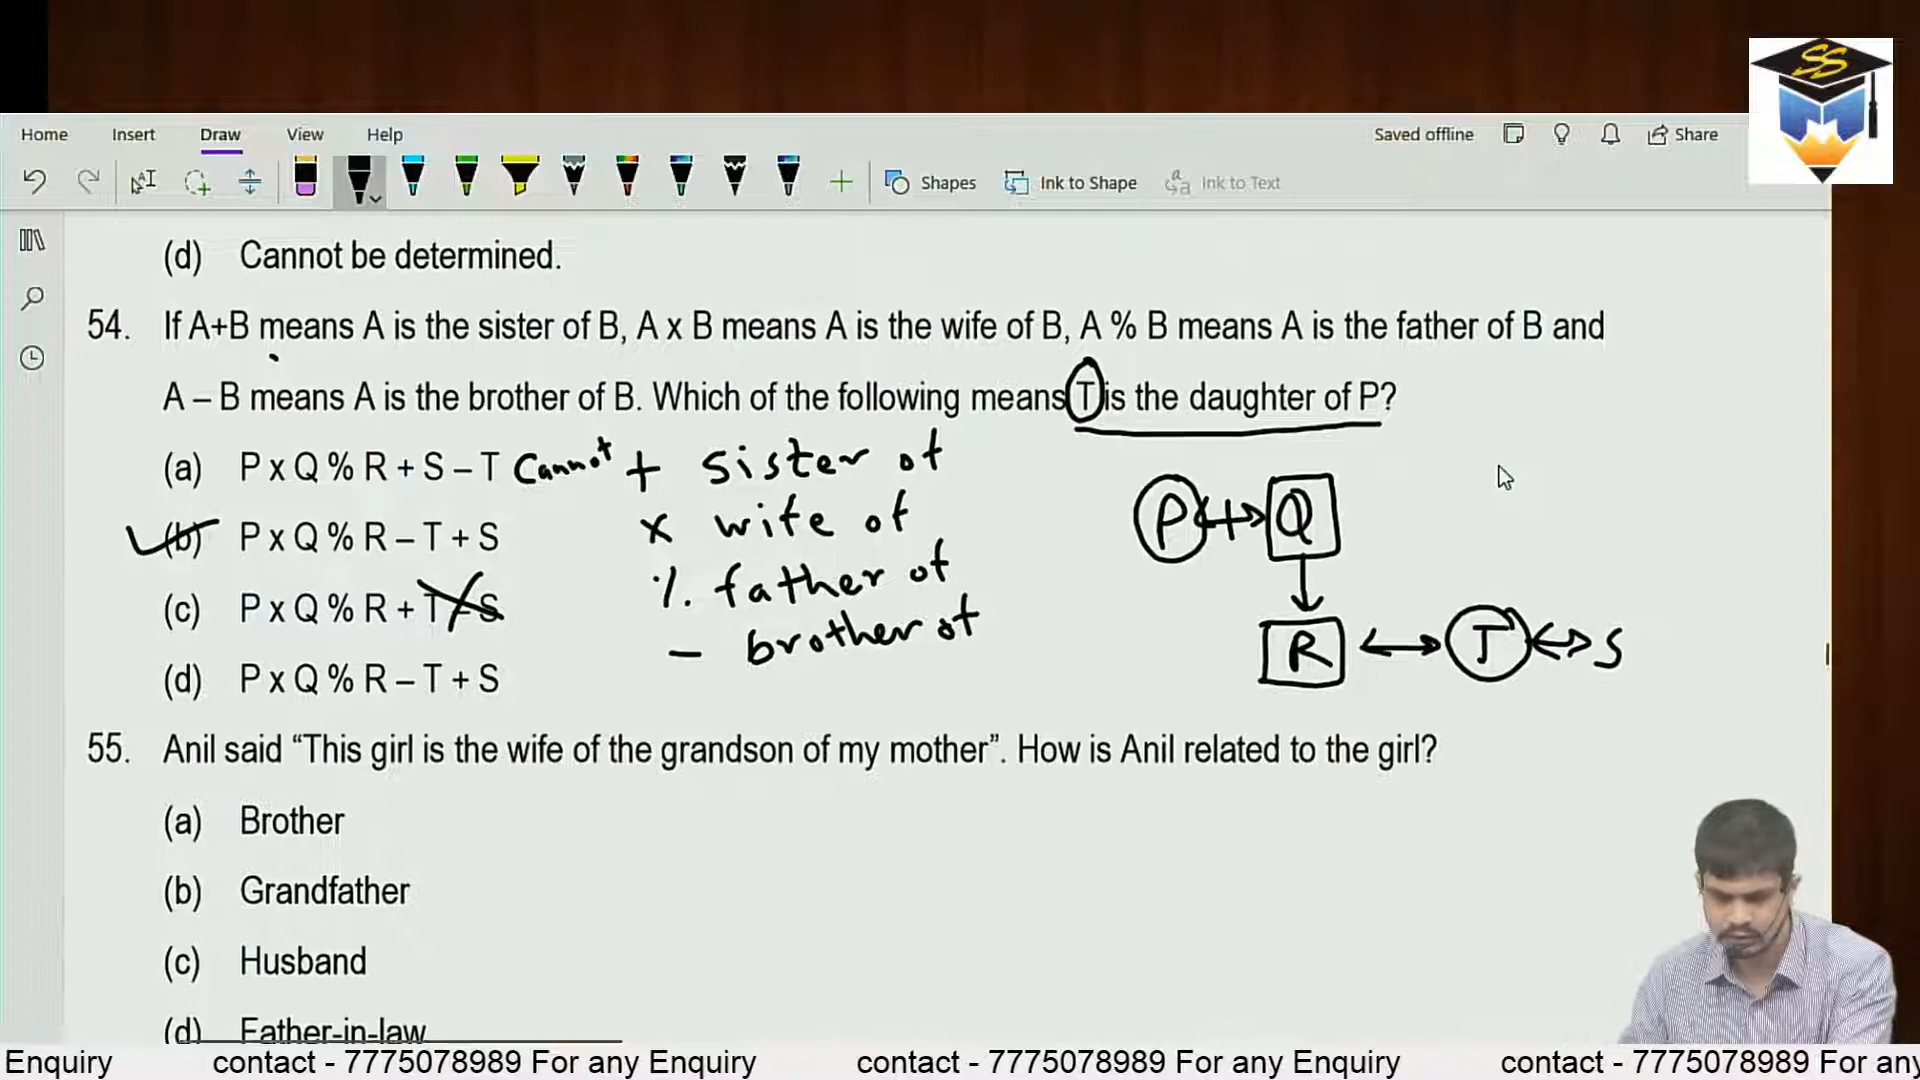 SS
Home Insert Draw View Help Saved offline Share
Shapes Ink to Shape Ink to Text
(d) Cannot be determined.
54. If A+B means A is the sister of B, A x B means A is the wife of B, A % B means A is the father of B and
A – B means A is the brother of B. Which of the following means T is the daughter of P?
(a) P x Q % R + S – T Cannot + sister of
(b) P x Q % R – T + S x wife of
(c) P x Q % R + T – S % father of
(d) P x Q % R – T + S – brother of
P Q
R T S
55. Anil said “This girl is the wife of the grandson of my mother”. How is Anil related to the girl?
(a) Brother
(b) Grandfather
(c) Husband
(d) Father-in-law
Enquiry contact - 7775078989 For any Enquiry contact - 7775078989 For any Enquiry contact - 7775078989 For any